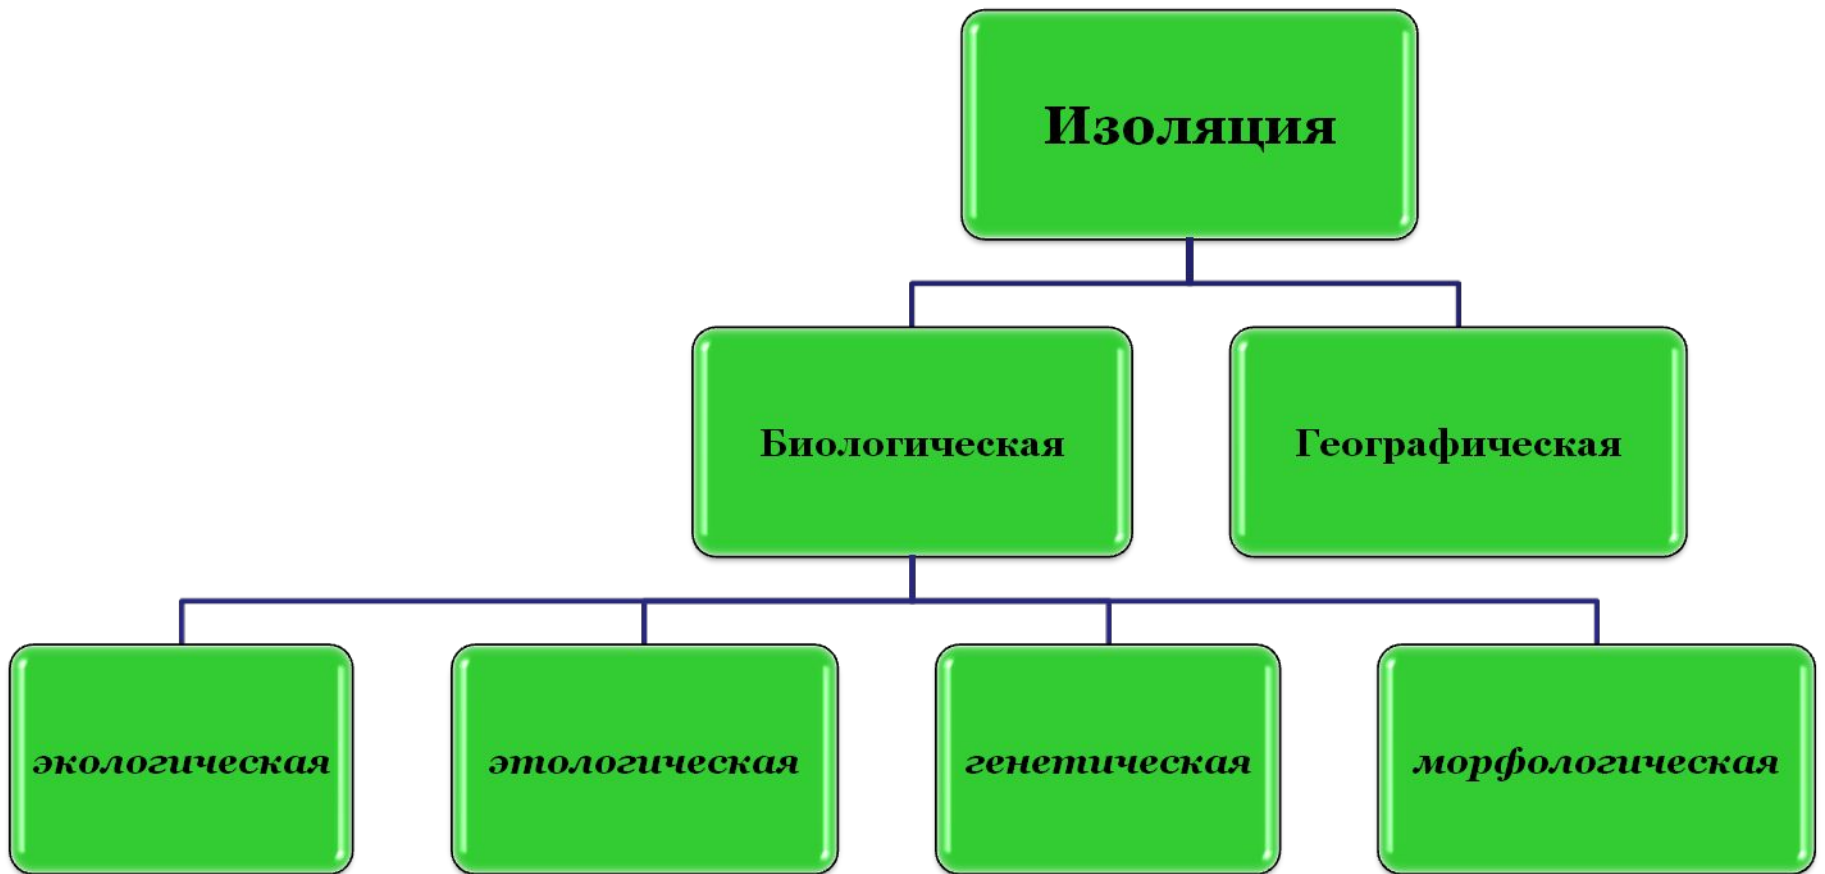 Изоляция
Биологическая
Географическая
экологическая
этологическая
генетическая
морфологическая